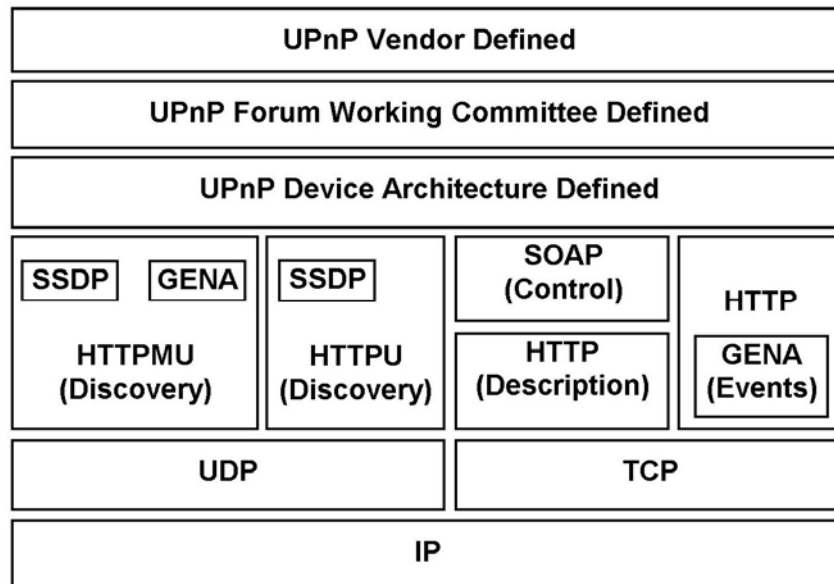 UPnP Vendor Defined
UPnP Forum Working Committee Defined
UPnP Device Architecture Defined
SSDP GENA
HTTPMU
(Discovery)
SSDP
HTTPU
(Discovery)
SOAP
(Control)
HTTP
(Description)
HTTP
GENA
(Events)
UDP
TCP
IP